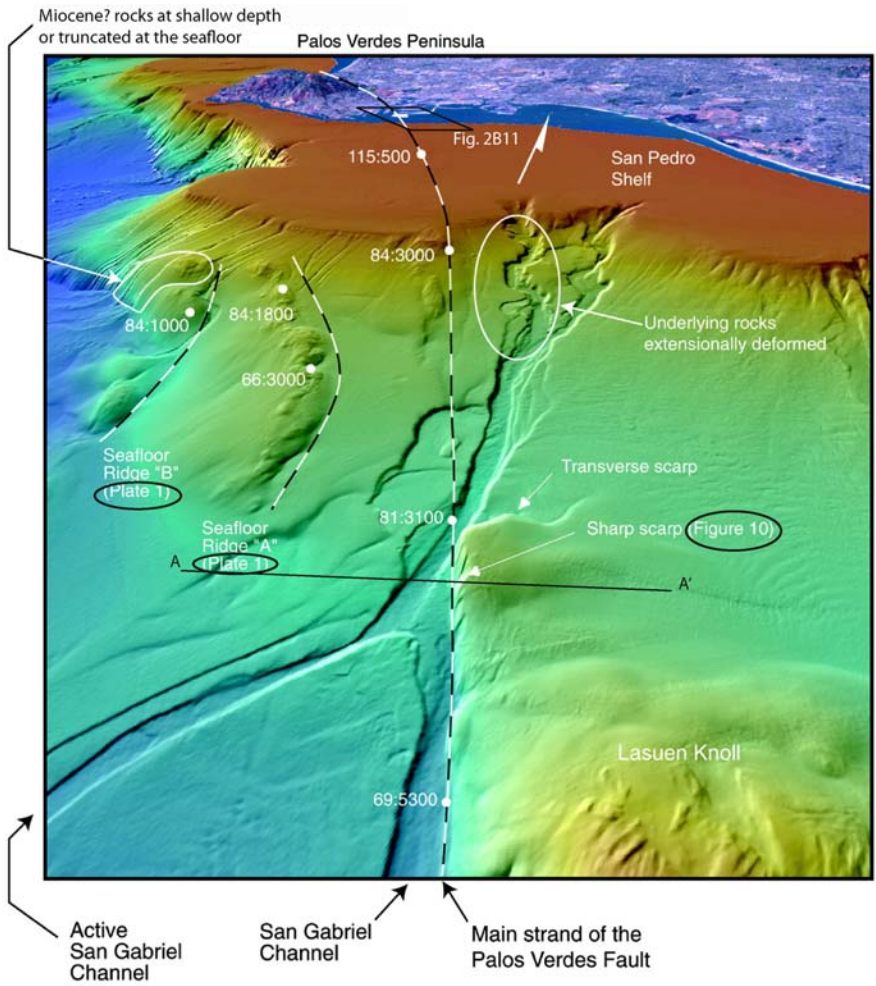 Miocene? rocks at shallow depth
or truncated at the seafloor
Palos Verdes Peninsula
Fig. 2B11
115:500
San Pedro
Shelf
84:3000
84:1000
84:1800
Underlying rocks
extensionally deformed
66:3000
Seafloor
Ridge "B"
(Plate 1)
Transverse scarp
81:3100
Sharp scarp (Figure 10)
Seafloor
Ridge "A"
(Plate 1)
A
A'
Lasuen Knoll
69:5300
Active
San Gabriel
Channel
San Gabriel
Channel
Main strand of the
Palos Verdes Fault